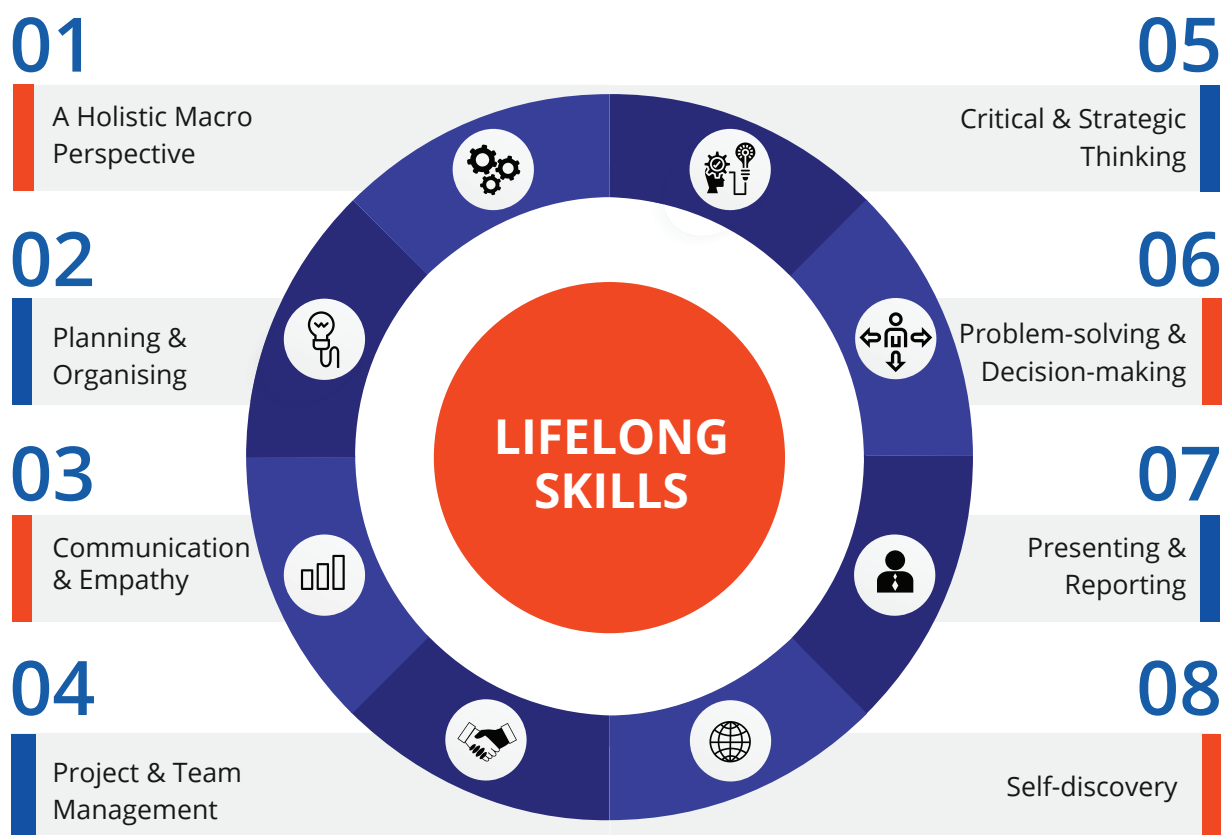 01
A Holistic Macro
Perspective
02
Planning &
Organising
03
Communication
& Empathy
04
Project & Team
Management
LIFELONG
SKILLS
05
Critical & Strategic
Thinking
06
Problem-solving &
Decision-making
07
Presenting &
Reporting
08
Self-discovery